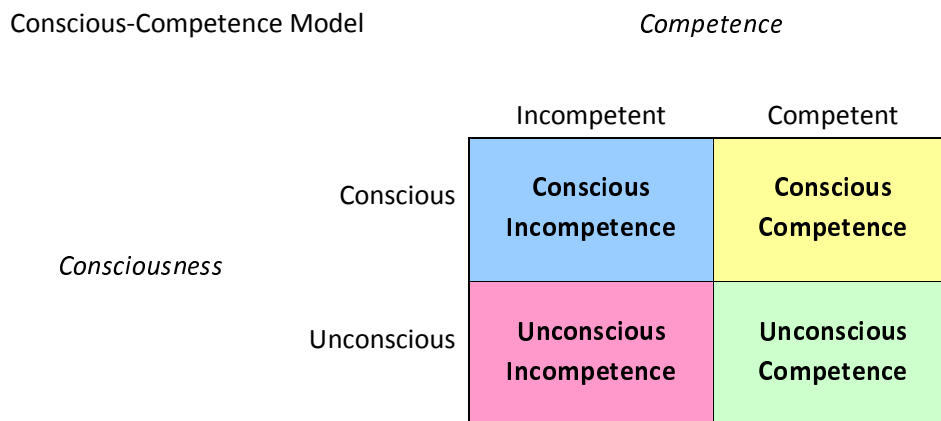 Conscious-Competence Model
Competence
Incompetent
Competent
Conscious
Conscious
Incompetence
Conscious
Competence
Consciousness
Unconscious
Unconscious
Incompetence
Unconscious
Competence